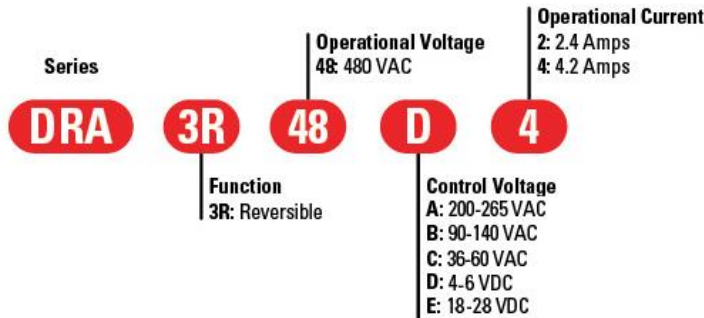 Series
Operational Voltage
48: 480 VAC
Operational Current
2: 2.4 Amps
4: 4.2 Amps
DRA 3R 48 D 4
Function
3R: Reversible
Control Voltage
A: 200-265 VAC
B: 90-140 VAC
C: 36-60 VAC
D: 4-6 VDC
E: 18-28 VDC